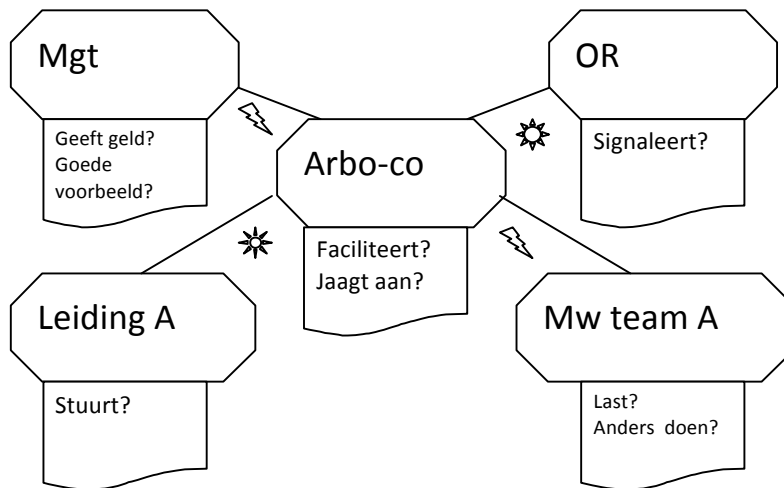 Mgt
Geeft geld?
Goede
voorbeeld?
OR
Signaleert?
Arbo-co
Faciliteert?
Jaagt aan?
Leiding A
Stuurt?
Mw team A
Last?
Anders doen?